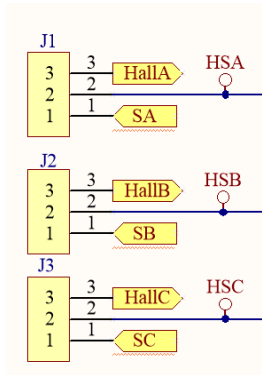 J1
HSA
3 3 HallA
2 2
1 1 SA
J2
HSB
3 3 HallB
2 2
1 1 SB
J3
HSC
3 3 HallC
2 2
1 1 SC